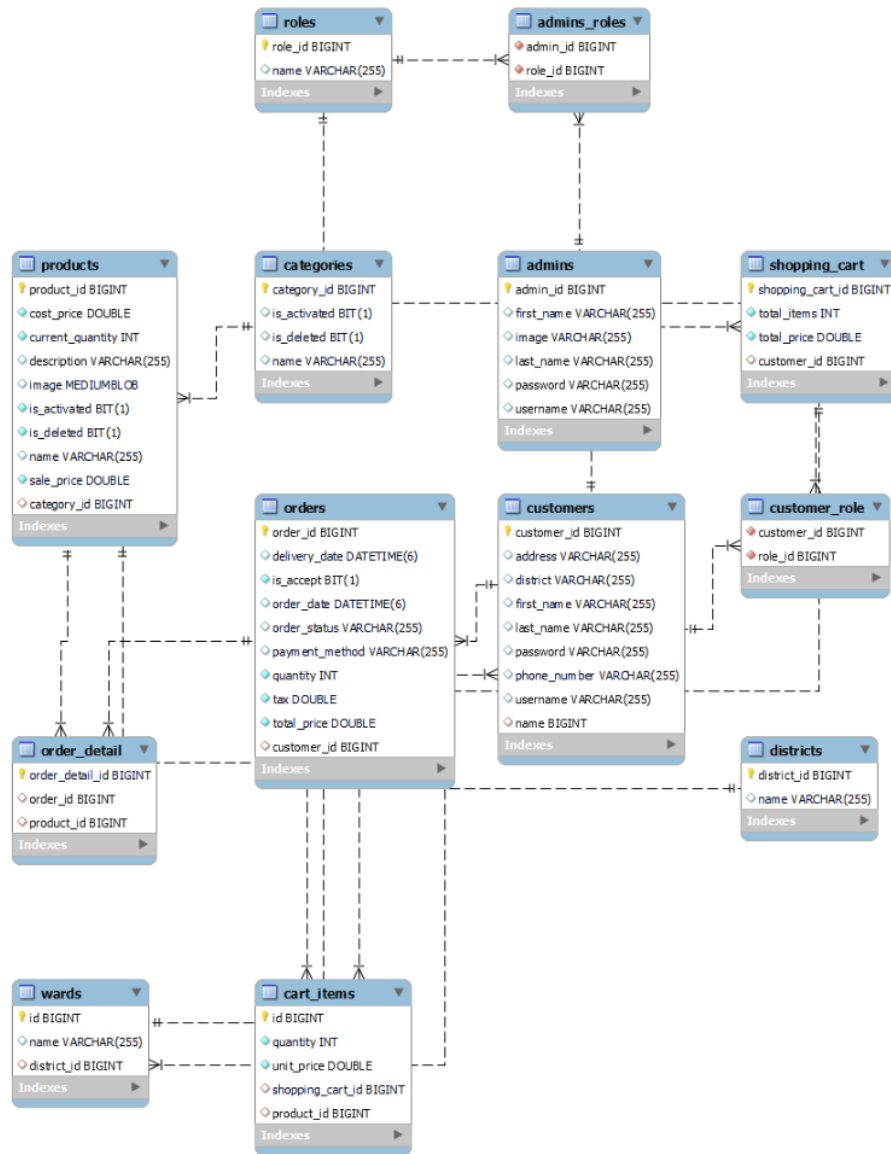 roles
role_id BIGINT
name VARCHAR(255)
Indexes
admins_roles
admin_id BIGINT
role_id BIGINT
Indexes
products
product_id BIGINT
cost_price DOUBLE
current_quantity INT
description VARCHAR(255)
image MEDIUMBLOB
is_activated BIT(1)
is_deleted BIT(1)
name VARCHAR(255)
sale_price DOUBLE
category_id BIGINT
Indexes
categories
category_id BIGINT
is_activated BIT(1)
is_deleted BIT(1)
name VARCHAR(255)
Indexes
admins
admin_id BIGINT
first_name VARCHAR(255)
image VARCHAR(255)
last_name VARCHAR(255)
password VARCHAR(255)
username VARCHAR(255)
Indexes
shopping_cart
shopping_cart_id BIGINT
total_items INT
total_price DOUBLE
customer_id BIGINT
Indexes
orders
order_id BIGINT
delivery_date DATETIME(6)
is_accept BIT(1)
order_date DATETIME(6)
order_status VARCHAR(255)
payment_method VARCHAR(255)
quantity INT
tax DOUBLE
total_price DOUBLE
customer_id BIGINT
Indexes
customers
customer_id BIGINT
address VARCHAR(255)
district VARCHAR(255)
first_name VARCHAR(255)
last_name VARCHAR(255)
password VARCHAR(255)
phone_number VARCHAR(255)
username VARCHAR(255)
name BIGINT
Indexes
customer_role
customer_id BIGINT
role_id BIGINT
Indexes
order_detail
order_detail_id BIGINT
order_id BIGINT
product_id BIGINT
Indexes
districts
district_id BIGINT
name VARCHAR(255)
Indexes
wards
id BIGINT
name VARCHAR(255)
district_id BIGINT
Indexes
cart_items
id BIGINT
quantity INT
unit_price DOUBLE
shopping_cart_id BIGINT
product_id BIGINT
Indexes